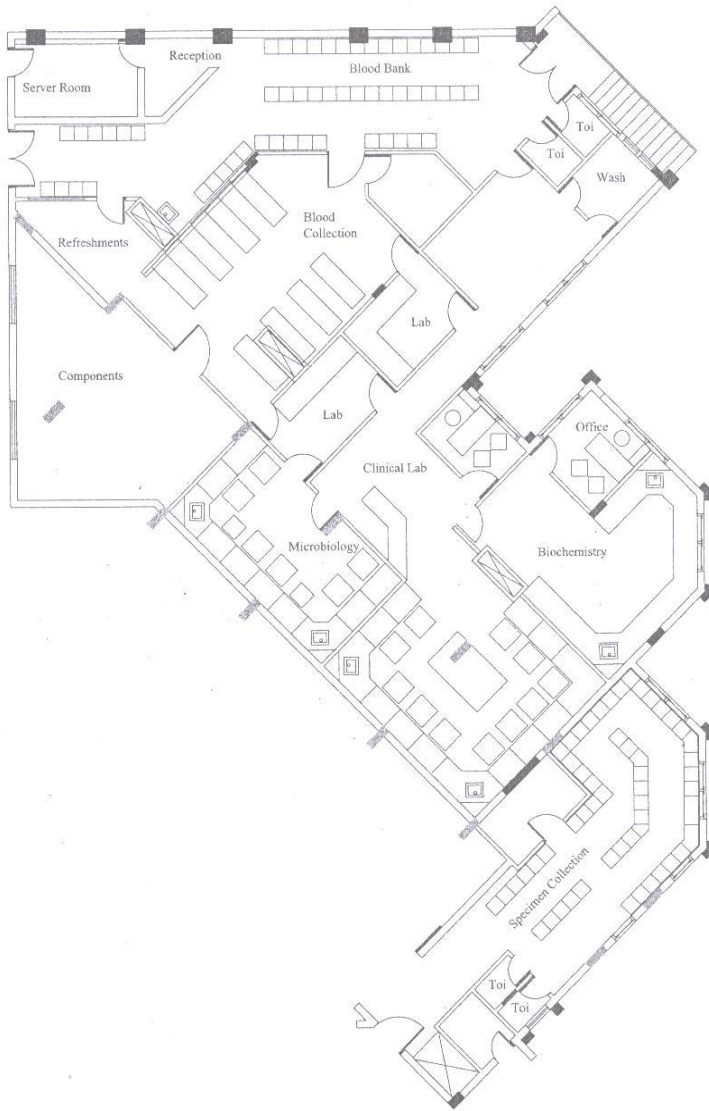 Reception
Blood Bank
Server Room
Toi
Toi
Wash
Blood
Collection
Refreshments
Lab
Components
Lab
Office
Clinical Lab
Microbiology
Biochemistry
Specimen Collection
Toi
Toi